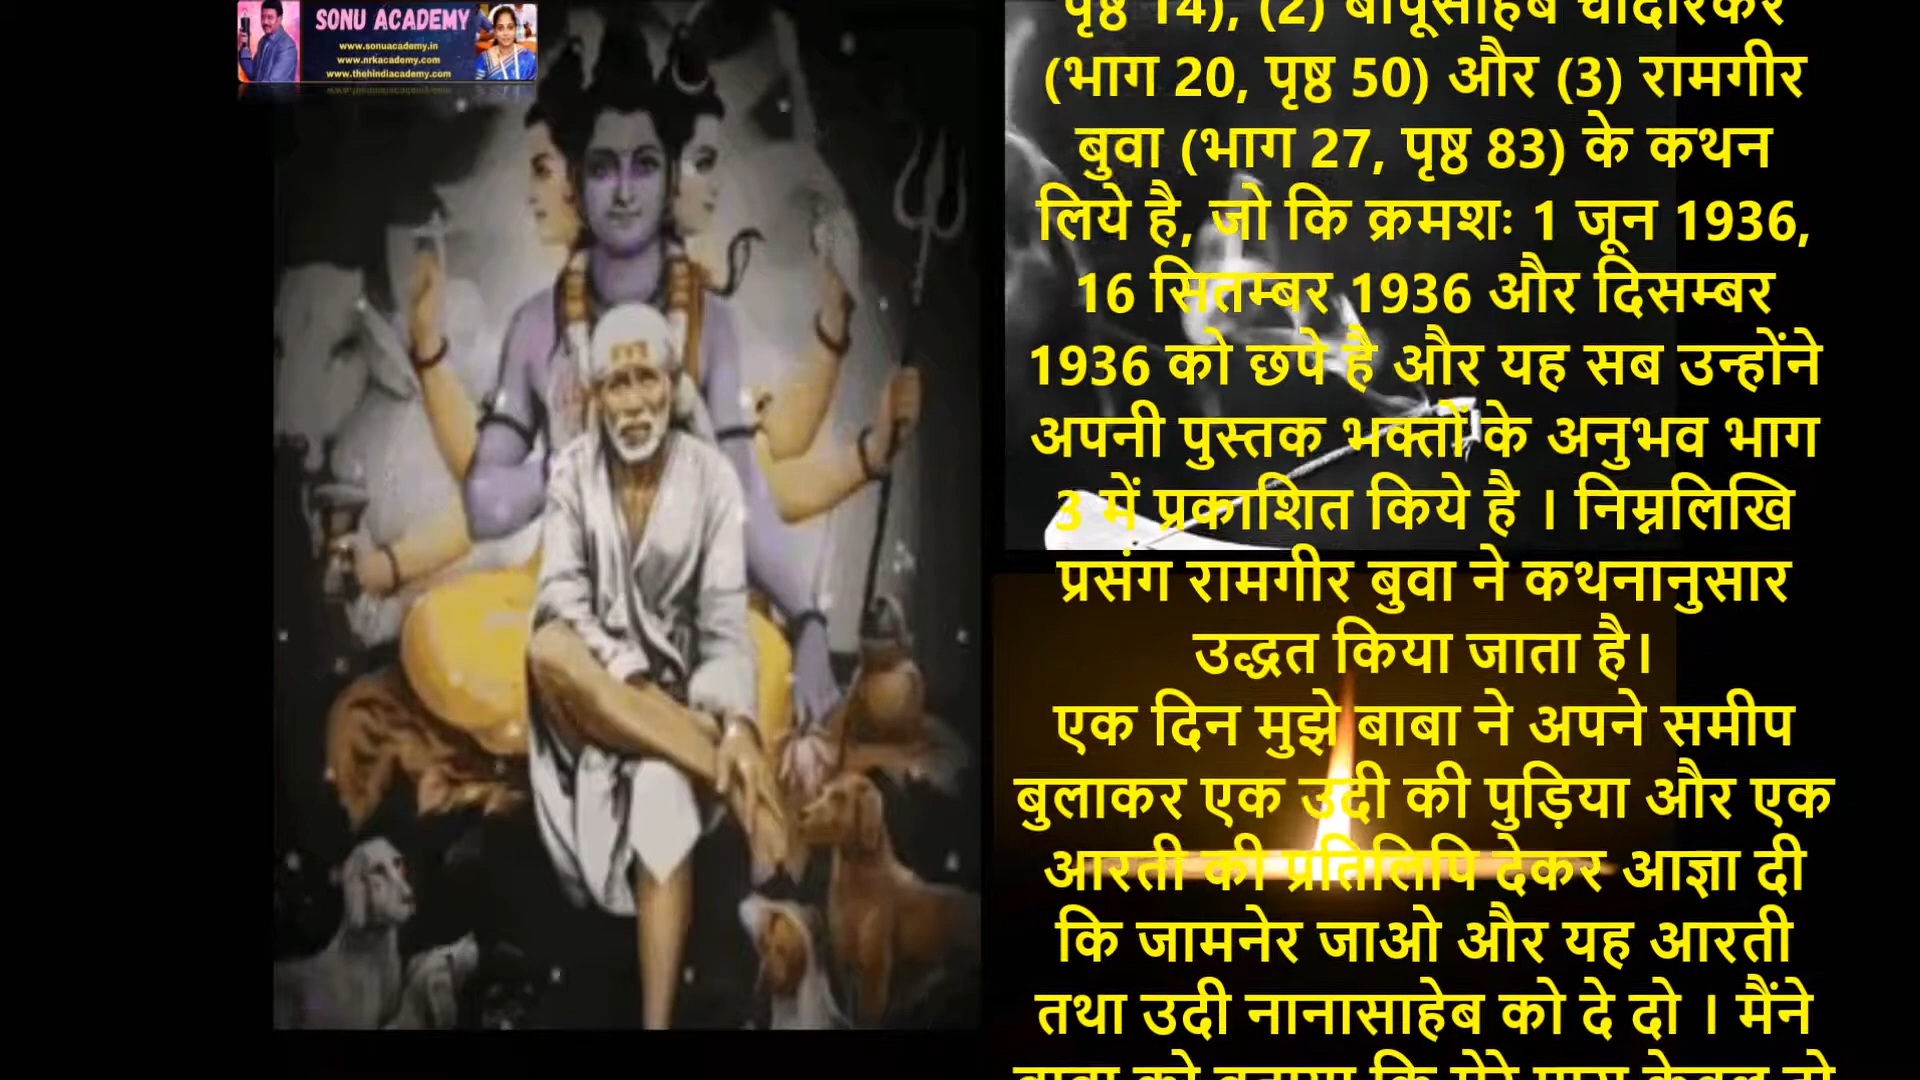 SONU ACADEMY
www.sonuacademy.in
www.nrkacademy.com
www.thehindiacademy.com
पृष्ठ 14), (2) बापूसाहेब चांदोरकर
(भाग 20, पृष्ठ 50) और (3) रामगीर
बुवा (भाग 27, पृष्ठ 83) के कथन
लिये है, जो कि क्रमशः 1 जून 1936,
16 सितम्बर 1936 और दिसम्बर
1936 को छपे है और यह सब उन्होंने
अपनी पुस्तक भक्तों के अनुभव भाग
3 में प्रकाशित किये है । निम्नलिखि
प्रसंग रामगीर बुवा ने कथनानुसार
उद्धत किया जाता है।
एक दिन मुझे बाबा ने अपने समीप
बुलाकर एक उदी की पुड़िया और एक
आरती की प्रतिलिपि देकर आज्ञा दी
कि जामनेर जाओ और यह आरती
तथा उदी नानासाहेब को दे दो । मैंने